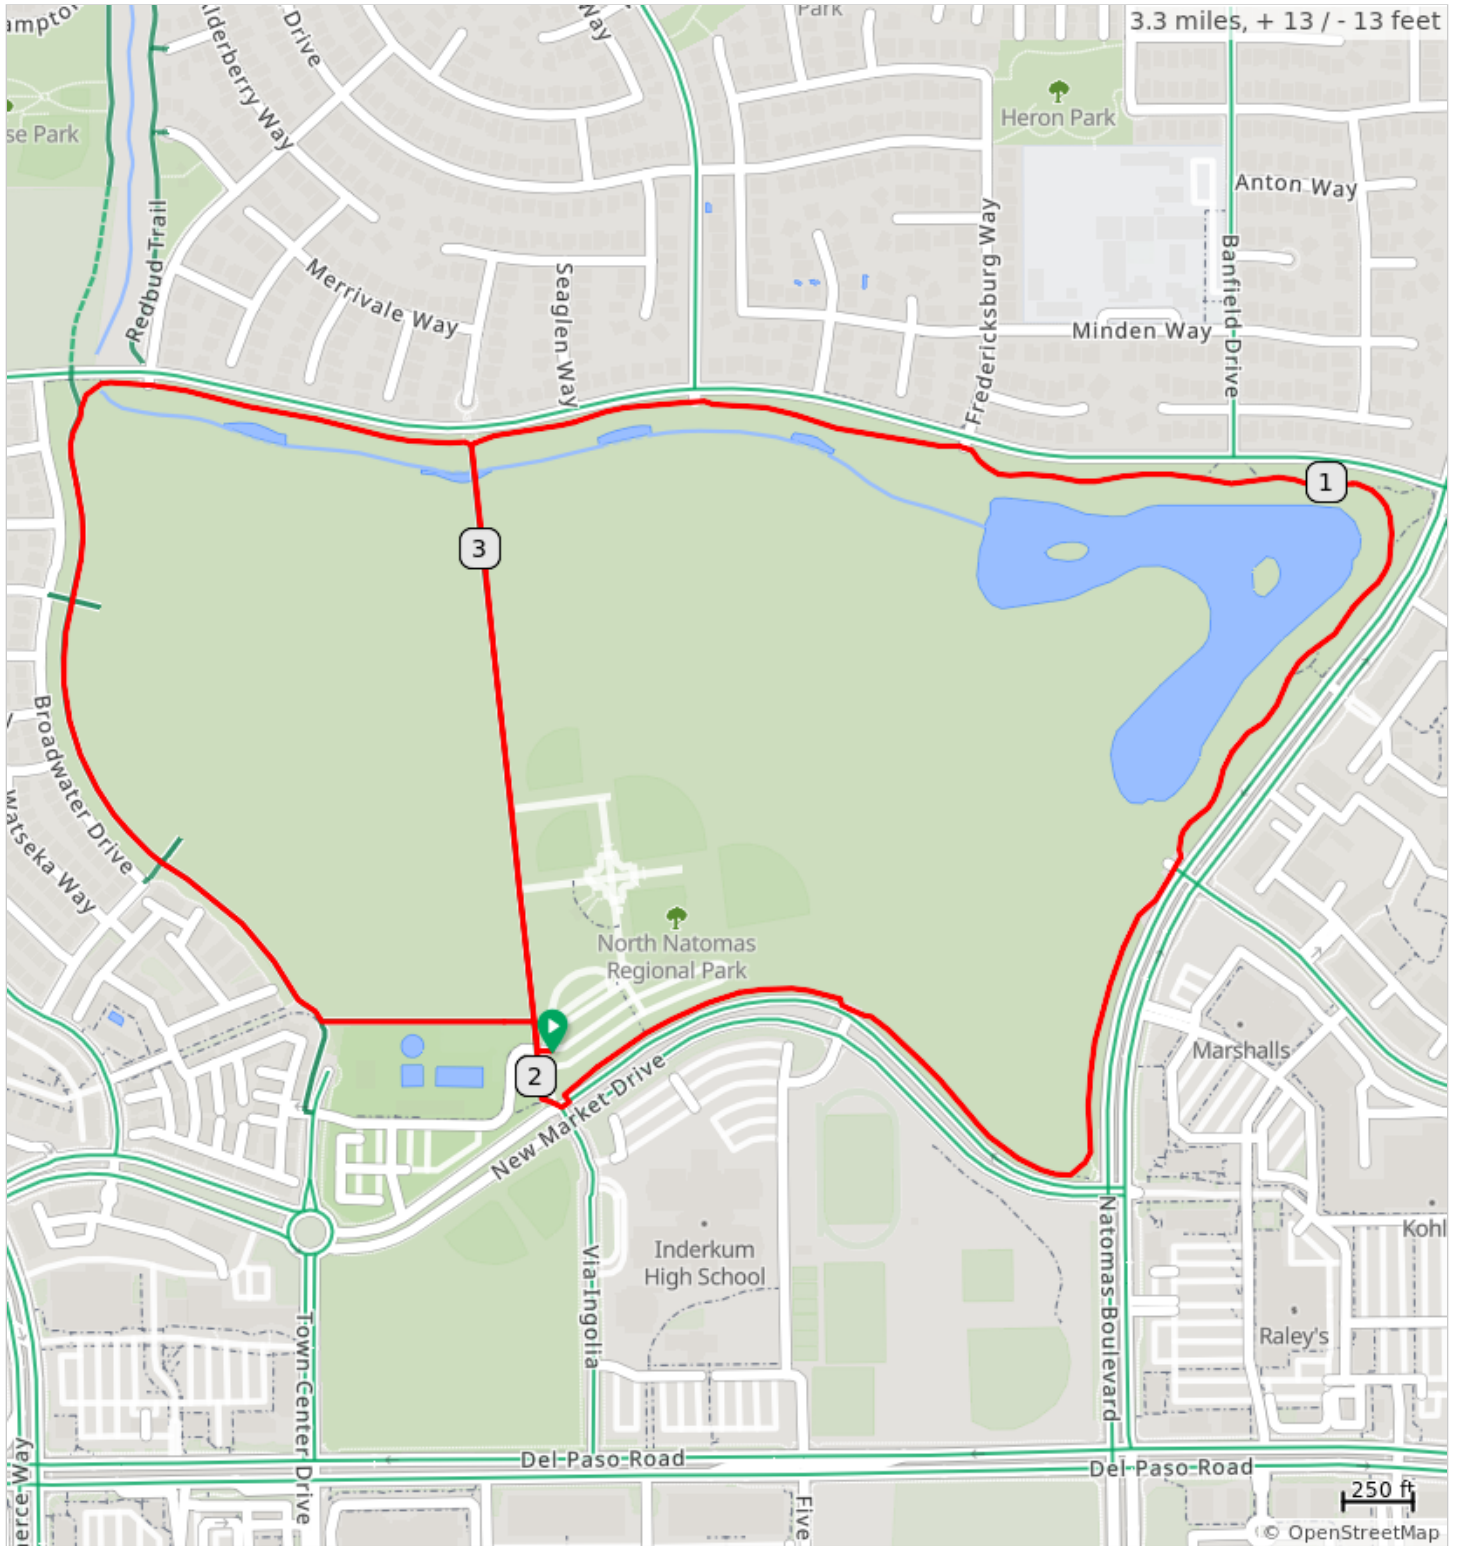 Park
3.3 miles, + 13 / - 13 feet
Drive
Way
Heron Park
se Park
Anton Way
Redbud Trail
Merrivale Way
Seaglen Way
Fredericksburg Way
Banfield Drive
Minden Way
1
3
Broadwater Drive
Watseka Way
North Natomas
Regional Park
Marshalls
2
New Market Drive
Natomas Boulevard
Kohl
Inderkum
High School
Via Ingolia
Town Center Drive
Raley's
Del Paso Road
Del Paso Road
Five
250 ft
© OpenStreetMap